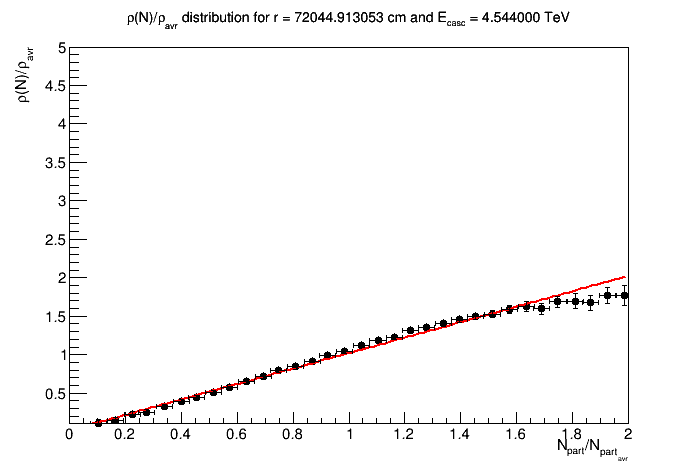 ρ(N)/ρavr distribution for r = 72044.913053 cm and Ecasc = 4.544000 TeV
ρ(N)/ρavr
5
4.5
4
3.5
3
2.5
2
1.5
1
0.5
0 0.2 0.4 0.6 0.8 1 1.2 1.4 1.6 1.8 2
Npart/Npartavr